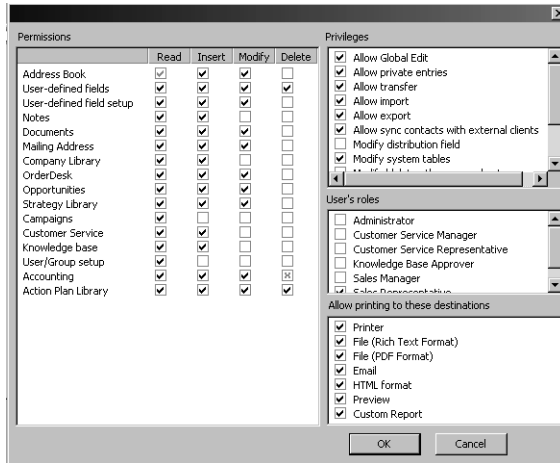 Permissions
Read Insert Modify Delete
Address Book
User-defined fields
User-defined field setup
Notes
Documents
Mailing Address
Company Library
OrderDesk
Opportunities
Strategy Library
Campaigns
Customer Service
Knowledge base
User/Group setup
Accounting
Action Plan Library
Privileges
Allow Global Edit
Allow private entries
Allow transfer
Allow import
Allow export
Allow sync contacts with external clients
Modify distribution field
Modify system tables
User's roles
Administrator
Customer Service Manager
Customer Service Representative
Knowledge Base Approver
Sales Manager
Sales Representative
Allow printing to these destinations
Printer
File (Rich Text Format)
File (PDF Format)
Email
HTML format
Preview
Custom Report
OK Cancel